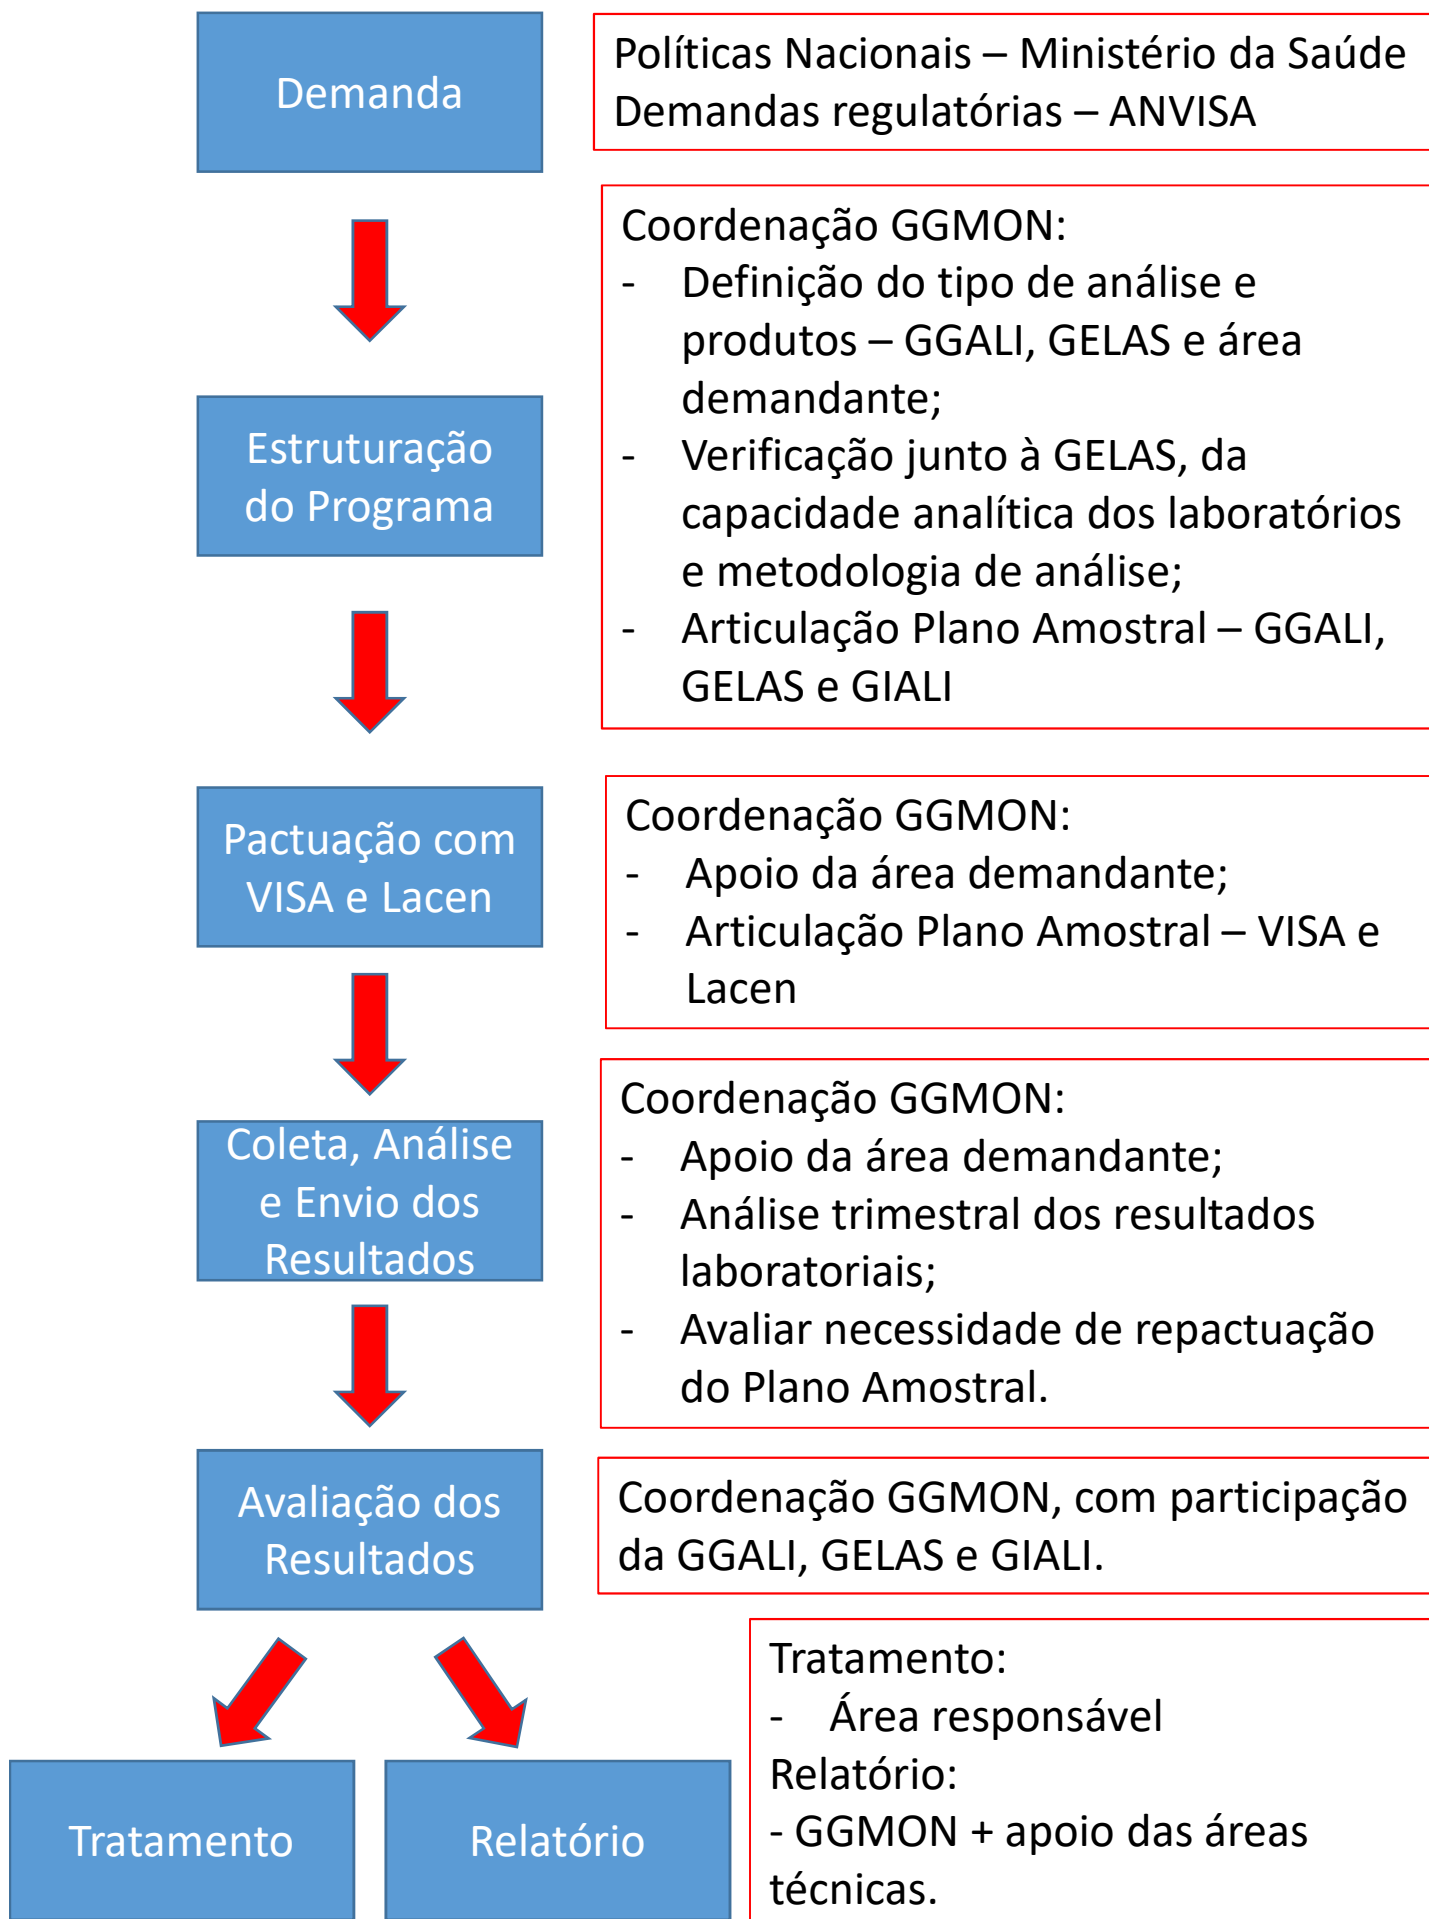 Demanda
Políticas Nacionais – Ministério da Saúde
Demandas regulatórias – ANVISA
Estruturação
do Programa
Coordenação GGMON:
- Definição do tipo de análise e
produtos – GGALI, GELAS e área
demandante;
- Verificação junto à GELAS, da
capacidade analítica dos laboratórios
e metodologia de análise;
- Articulação Plano Amostral – GGALI,
GELAS e GIALI
Pactuação com
VISA e Lacen
Coordenação GGMON:
- Apoio da área demandante;
- Articulação Plano Amostral – VISA e
Lacen
Coleta, Análise
e Envio dos
Resultados
Coordenação GGMON:
- Apoio da área demandante;
- Análise trimestral dos resultados
laboratoriais;
- Avaliar necessidade de repactuação
do Plano Amostral.
Avaliação dos
Resultados
Coordenação GGMON, com participação
da GGALI, GELAS e GIALI.
Tratamento
Relatório
Tratamento:
- Área responsável
Relatório:
- GGMON + apoio das áreas
técnicas.